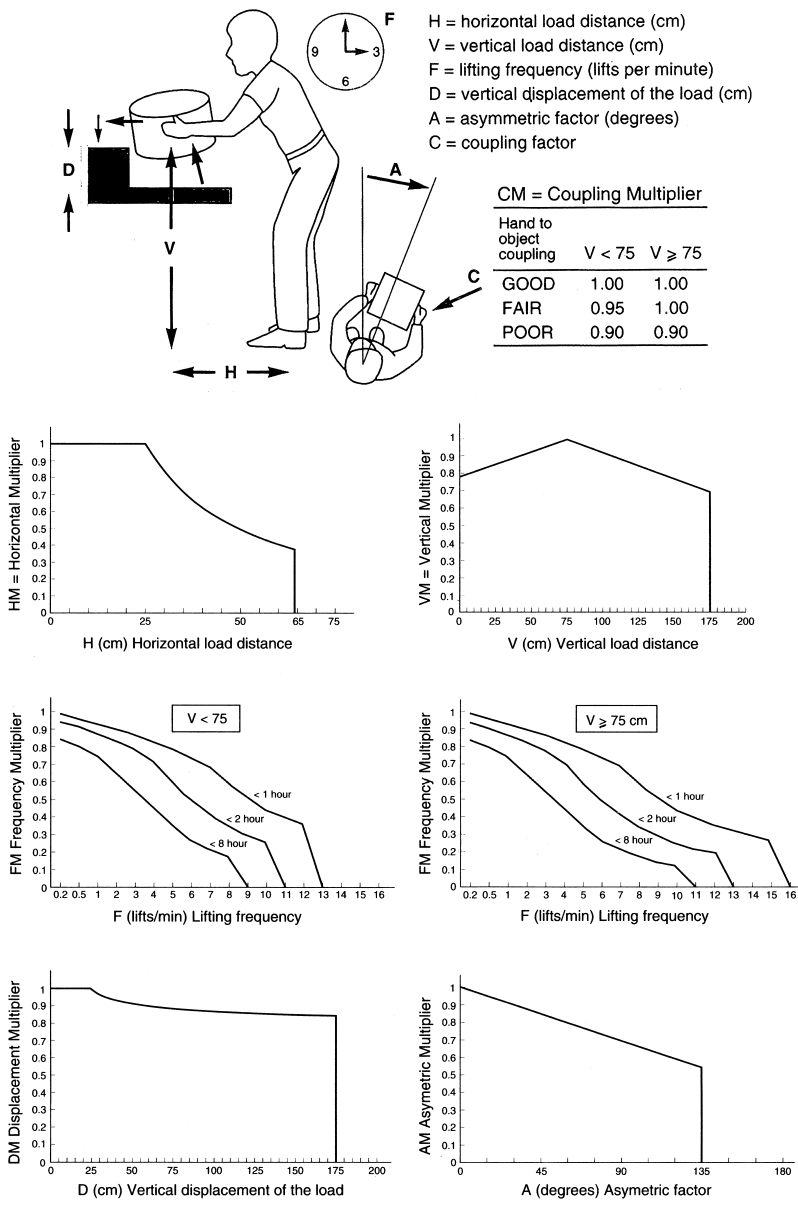 F
9
3
6
H = horizontal load distance (cm)
V = vertical load distance (cm)
F = lifting frequency (lifts per minute)
D = vertical displacement of the load (cm)
A = asymmetric factor (degrees)
C = coupling factor
D
V
H
A
C
CM = Coupling Multiplier
Hand to
object
coupling V < 75 V ⩾ 75
GOOD 1.00 1.00
FAIR 0.95 1.00
POOR 0.90 0.90
HM = Horizontal Multiplier
1
0.9
0.8
0.7
0.6
0.5
0.4
0.3
0.2
0.1
0
0 25 50 65 75
H (cm) Horizontal load distance
VM = Vertical Multiplier
1
0.9
0.8
0.7
0.6
0.5
0.4
0.3
0.2
0.1
0
0 25 50 75 100 125 150 175 200
V (cm) Vertical load distance
FM Frequency Multiplier
1
0.9
0.8
0.7
0.6
0.5
0.4
0.3
0.2
0.1
0
V < 75
< 1 hour
< 2 hour
< 8 hour
0.2 0.5 1 2 3 4 5 6 7 8 9 10 11 12 13 14 15 16
F (lifts/min) Lifting frequency
FM Frequency Multiplier
1
0.9
0.8
0.7
0.6
0.5
0.4
0.3
0.2
0.1
0
V ⩾ 75 cm
< 1 hour
< 2 hour
< 8 hour
0.2 0.5 1 2 3 4 5 6 7 8 9 10 11 12 13 14 15 16
F (lifts/min) Lifting frequency
DM Displacement Multiplier
1
0.9
0.8
0.7
0.6
0.5
0.4
0.3
0.2
0.1
0
0 25 50 75 100 125 150 175 200
D (cm) Vertical displacement of the load
AM Asymetric Multiplier
1
0.9
0.8
0.7
0.6
0.5
0.4
0.3
0.2
0.1
0
0 45 90 135 180
A (degrees) Asymetric factor